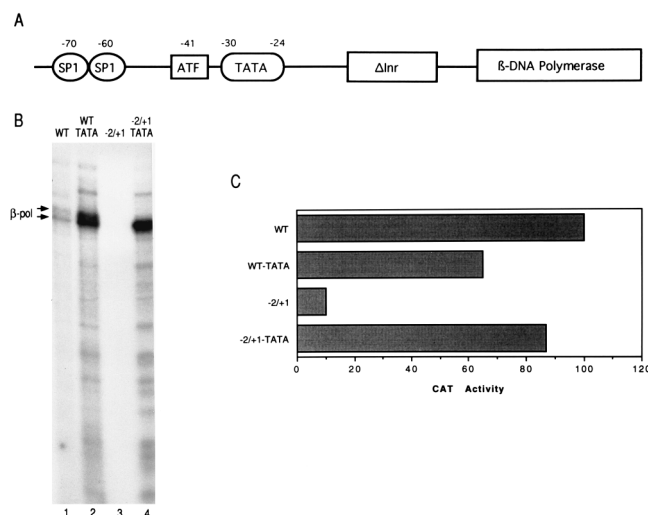 A
-70 -60 -41 -30 -24
SP1 SP1 ATF TATA ΔInr ß-DNA Polymerase
B
WT WT TATA -2/+1 -2/+1 TATA
β-pol
1 2 3 4
C
WT
WT-TATA
-2/+1
-2/+1-TATA
0 20 40 60 80 100 120
CAT Activity